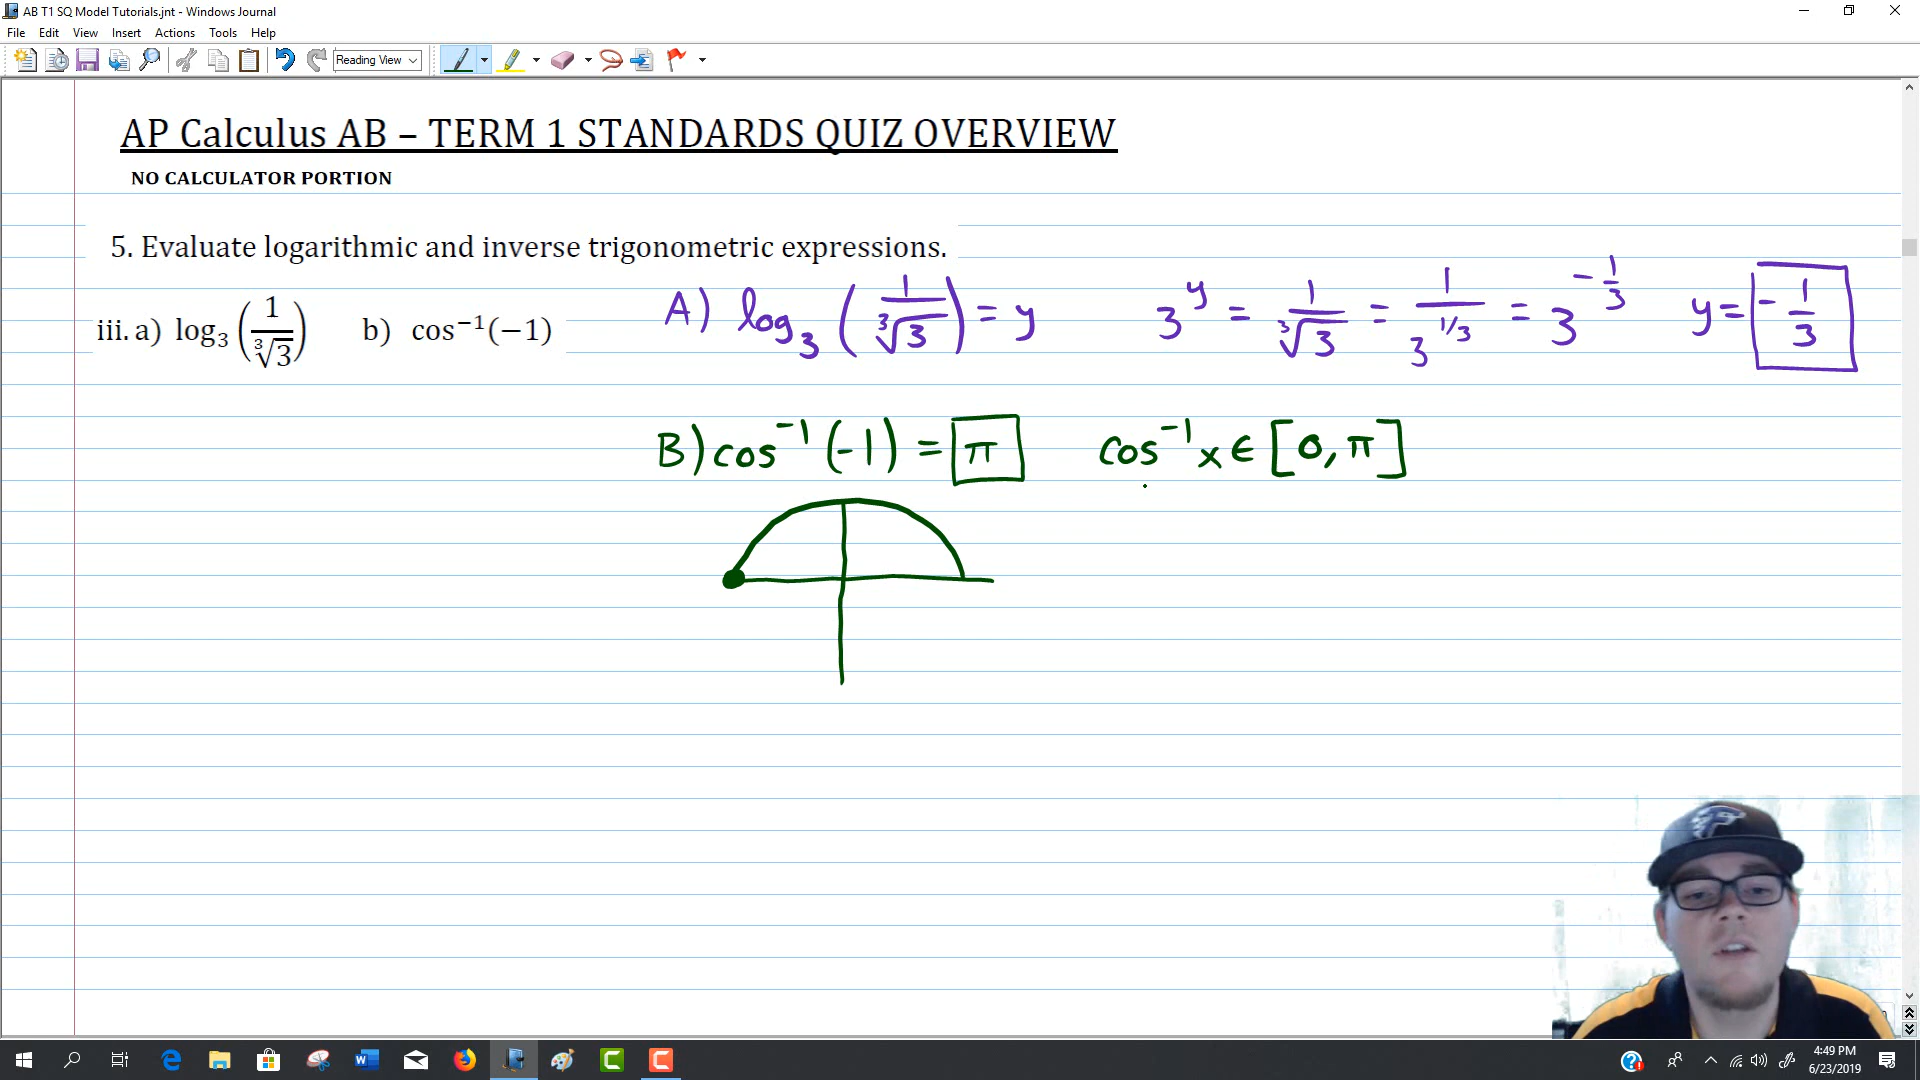 AB T1 SQ Model Tutorials.jnt - Windows Journal
File Edit View Insert Actions Tools Help
Reading View
AP Calculus AB – TERM 1 STANDARDS QUIZ OVERVIEW
NO CALCULATOR PORTION
5. Evaluate logarithmic and inverse trigonometric expressions.
iii. a) log₃(1/∛3) b) cos⁻¹(−1)
A) log₃(1/∛3) = y 3^y = 1/∛3 = 1/3^(1/3) = 3^(-1/3) y = -1/3
B) cos⁻¹(-1) = π cos⁻¹x ∈ [0, π]
4:49 PM
6/23/2019